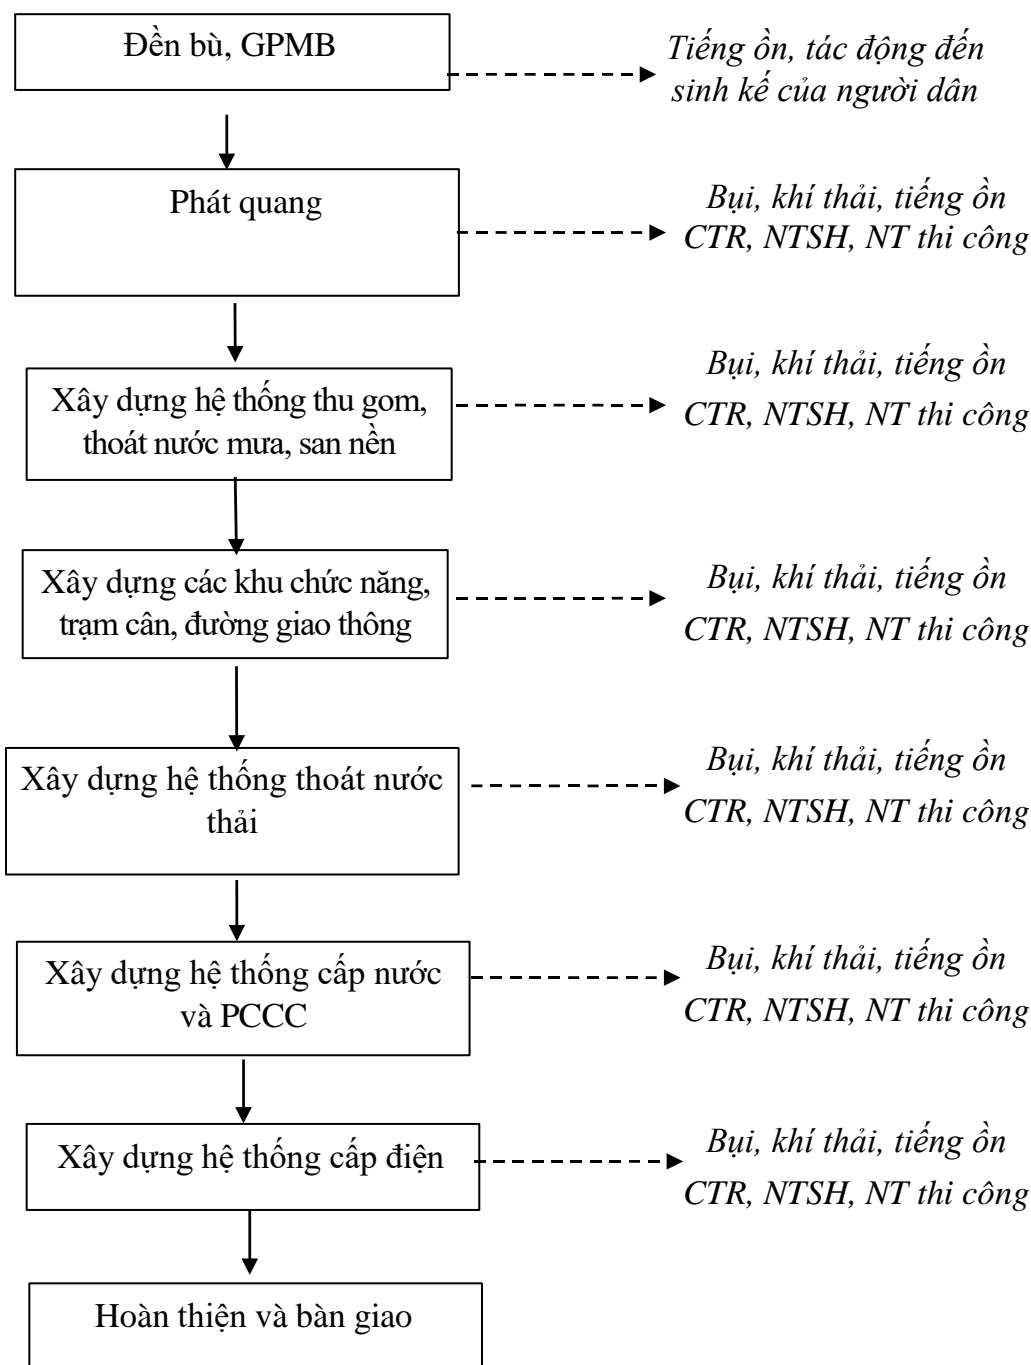 Đền bù, GPMB
Tiếng ồn, tác động đến
sinh kế của người dân
Phát quang
Bụi, khí thải, tiếng ồn
CTR, NTSH, NT thi công
Xây dựng hệ thống thu gom,
thoát nước mưa, san nền
Bụi, khí thải, tiếng ồn
CTR, NTSH, NT thi công
Xây dựng các khu chức năng,
trạm cân, đường giao thông
Bụi, khí thải, tiếng ồn
CTR, NTSH, NT thi công
Xây dựng hệ thống thoát nước
thải
Bụi, khí thải, tiếng ồn
CTR, NTSH, NT thi công
Xây dựng hệ thống cấp nước
và PCCC
Bụi, khí thải, tiếng ồn
CTR, NTSH, NT thi công
Xây dựng hệ thống cấp điện
Bụi, khí thải, tiếng ồn
CTR, NTSH, NT thi công
Hoàn thiện và bàn giao